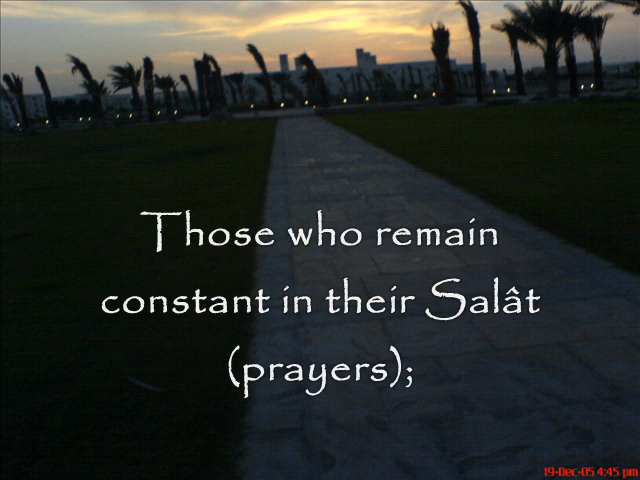 Those who remain
constant in their Salât
(prayers);
19-Dec-05 4:45 pm